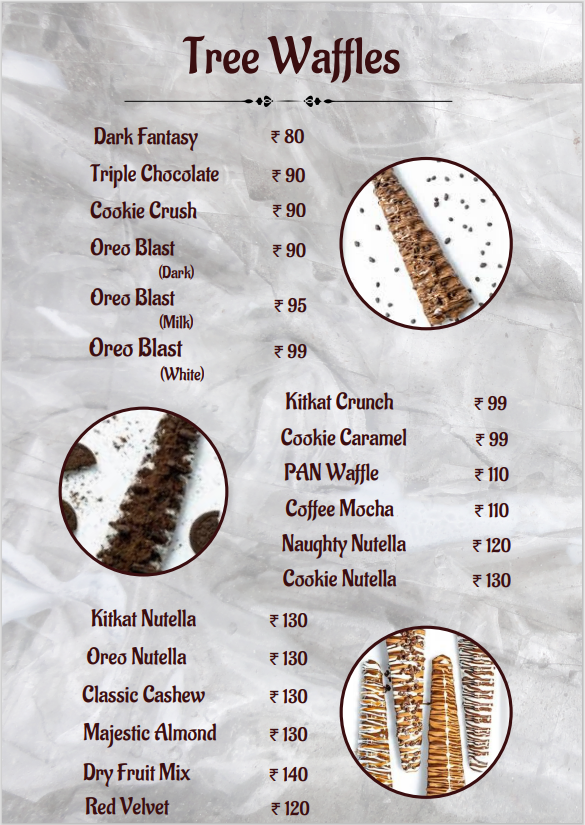 Tree Waffles
Dark Fantasy ₹ 80
Triple Chocolate ₹ 90
Cookie Crush ₹ 90
Oreo Blast ₹ 90
(Dark)
Oreo Blast ₹ 95
(Milk)
Oreo Blast ₹ 99
(White)
Kitkat Crunch ₹ 99
Cookie Caramel ₹ 99
PAN Waffle ₹ 110
Coffee Mocha ₹ 110
Naughty Nutella ₹ 120
Cookie Nutella ₹ 130
Kitkat Nutella ₹ 130
Oreo Nutella ₹ 130
Classic Cashew ₹ 130
Majestic Almond ₹ 130
Dry Fruit Mix ₹ 140
Red Velvet ₹ 120